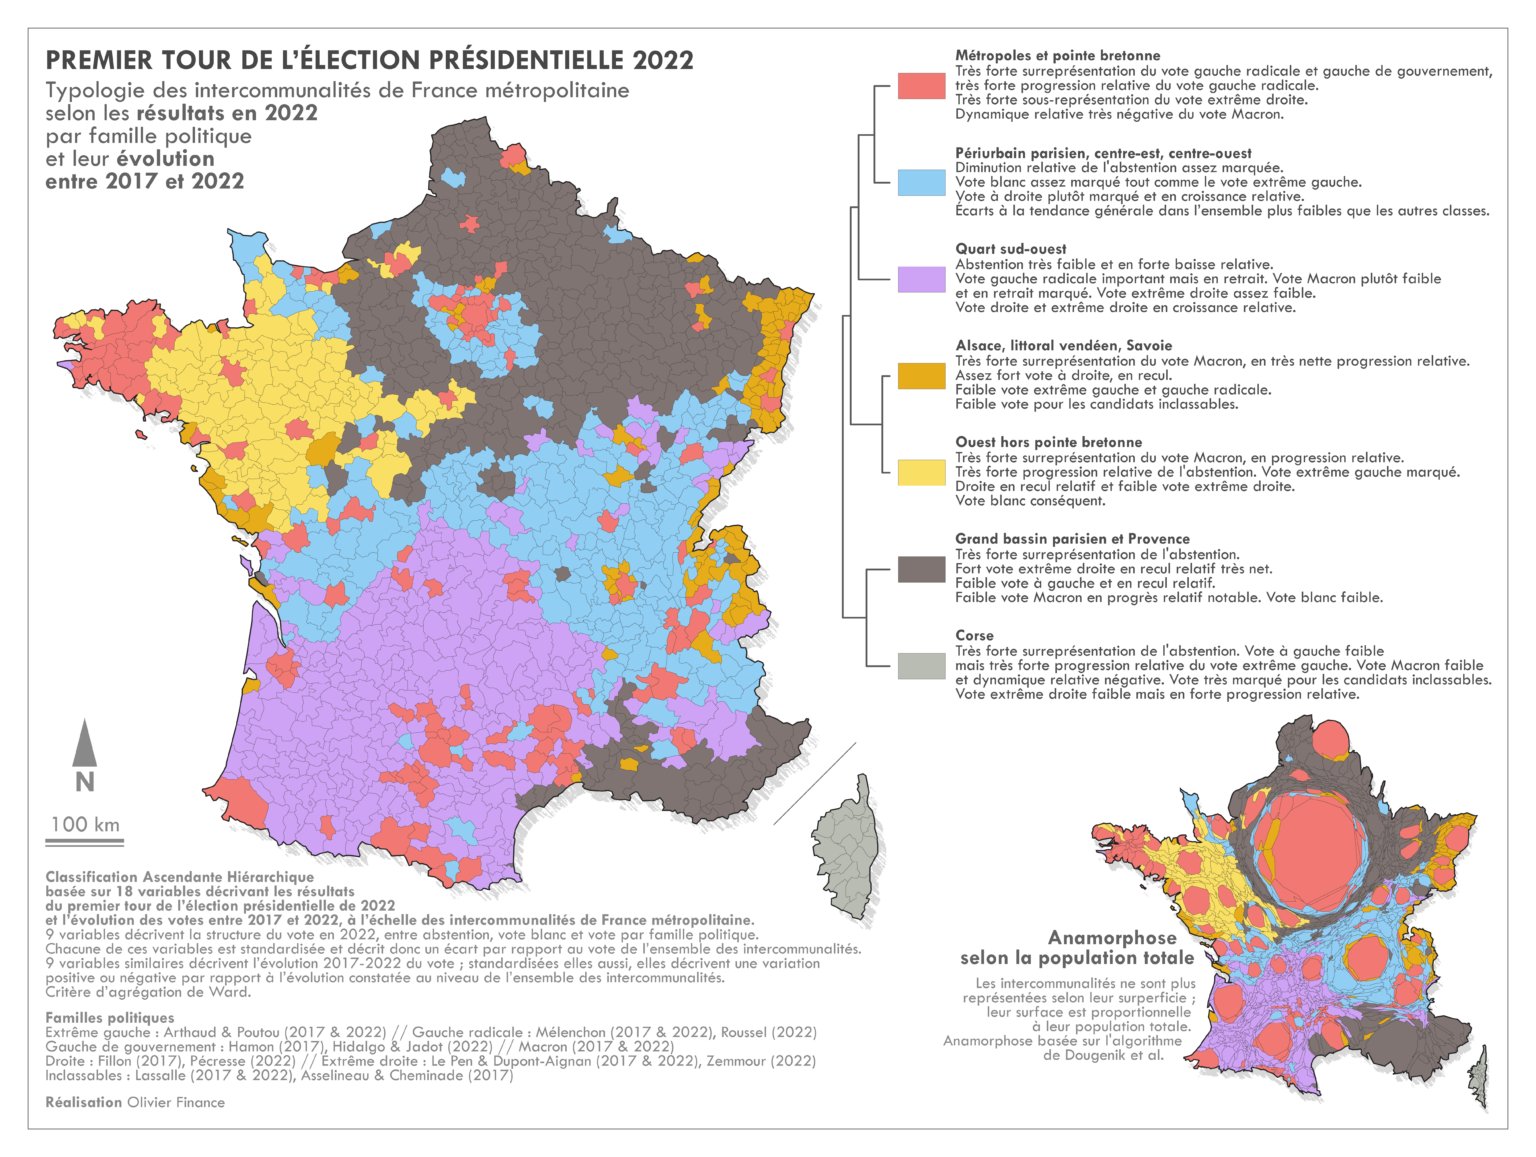 PREMIER TOUR DE L'ÉLECTION PRÉSIDENTIELLE 2022
Typologie des intercommunalités de France métropolitaine
selon les résultats en 2022
par famille politique
et leur évolution
entre 2017 et 2022
Métropoles et pointe bretonne
Très forte surreprésentation du vote gauche radicale et gauche de gouvernement,
très forte progression relative du vote gauche radicale.
Très forte sous-représentation du vote extrême droite.
Dynamique relative très négative du vote Macron.
Périurbain parisien, centre-est, centre-ouest
Diminution relative de l'abstention assez marquée.
Vote blanc assez marqué tout comme le vote extrême gauche.
Vote à droite plutôt marqué et en croissance relative.
Écarts à la tendance générale dans l'ensemble plus faibles que les autres classes.
Quart sud-ouest
Abstention très faible et en forte baisse relative.
Vote gauche radicale important mais en retrait. Vote Macron plutôt faible
et en retrait marqué. Vote extrême droite assez faible.
Vote droite et extrême droite en croissance relative.
Alsace, littoral vendéen, Savoie
Très forte surreprésentation du vote Macron, en très nette progression relative.
Assez fort vote à droite, en recul.
Faible vote extrême gauche et gauche radicale.
Faible vote pour les candidats inclassables.
Ouest hors pointe bretonne
Très forte surreprésentation du vote Macron, en progression relative.
Très forte progression relative de l'abstention. Vote extrême gauche marqué.
Droite en recul relatif et faible vote extrême droite.
Vote blanc conséquent.
Grand bassin parisien et Provence
Très forte surreprésentation de l'abstention.
Fort vote extrême droite en recul relatif très net.
Faible vote à gauche et en recul relatif.
Faible vote Macron en progrès relatif notable. Vote blanc faible.
Corse
Très forte surreprésentation de l'abstention. Vote à gauche faible
mais très forte progression relative du vote extrême gauche. Vote Macron faible
et dynamique relative négative. Vote très marqué pour les candidats inclassables.
Vote extrême droite faible mais en forte progression relative.
N
100 km
Classification Ascendante Hiérarchique
basée sur 18 variables décrivant les résultats
du premier tour de l'élection présidentielle de 2022
et l'évolution des votes entre 2017 et 2022, à l'échelle des intercommunalités de France métropolitaine.
9 variables décrivent la structure du vote en 2022, entre abstention, vote blanc et vote par famille politique.
Chacune de ces variables est standardisée et décrit donc un écart par rapport au vote de l'ensemble des intercommunalités.
9 variables similaires décrivent l'évolution 2017-2022 du vote ; standardisées elles aussi, elles décrivent une variation
positive ou négative par rapport à l'évolution constatée au niveau de l'ensemble des intercommunalités.
Critère d'agrégation de Ward.
Familles politiques
Extrême gauche : Arthaud & Poutou (2017 & 2022) // Gauche radicale : Mélenchon (2017 & 2022), Roussel (2022)
Gauche de gouvernement : Hamon (2017), Hidalgo & Jadot (2022) // Macron (2017 & 2022)
Droite : Fillon (2017), Pécresse (2022) // Extrême droite : Le Pen & Dupont-Aignan (2017 & 2022), Zemmour (2022)
Inclassables : Lassalle (2017 & 2022), Asselineau & Cheminade (2017)
Réalisation Olivier Finance
Anamorphose
selon la population totale
Les intercommunalités ne sont plus
représentées selon leur surperficie ;
leur surface est proportionnelle
à leur population totale.
Anamorphose basée sur l'algorithme
de Dougenik et al.